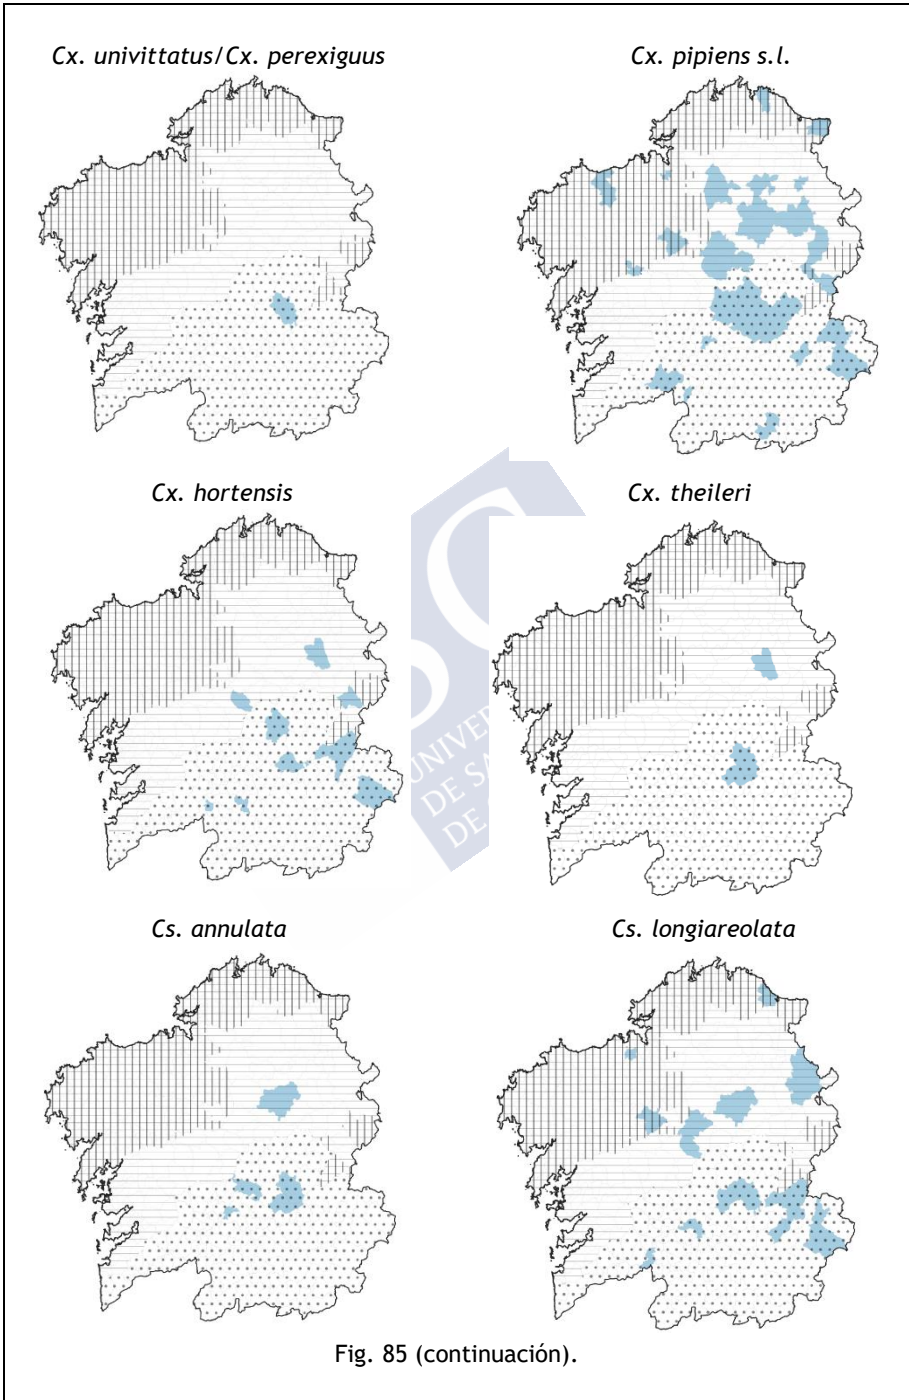 Cx. univittatus/Cx. perexiguus
Cx. pipiens s.l.
Cx. hortensis
Cx. theileri
Cs. annulata
Cs. longiareolata
Fig. 85 (continuación).